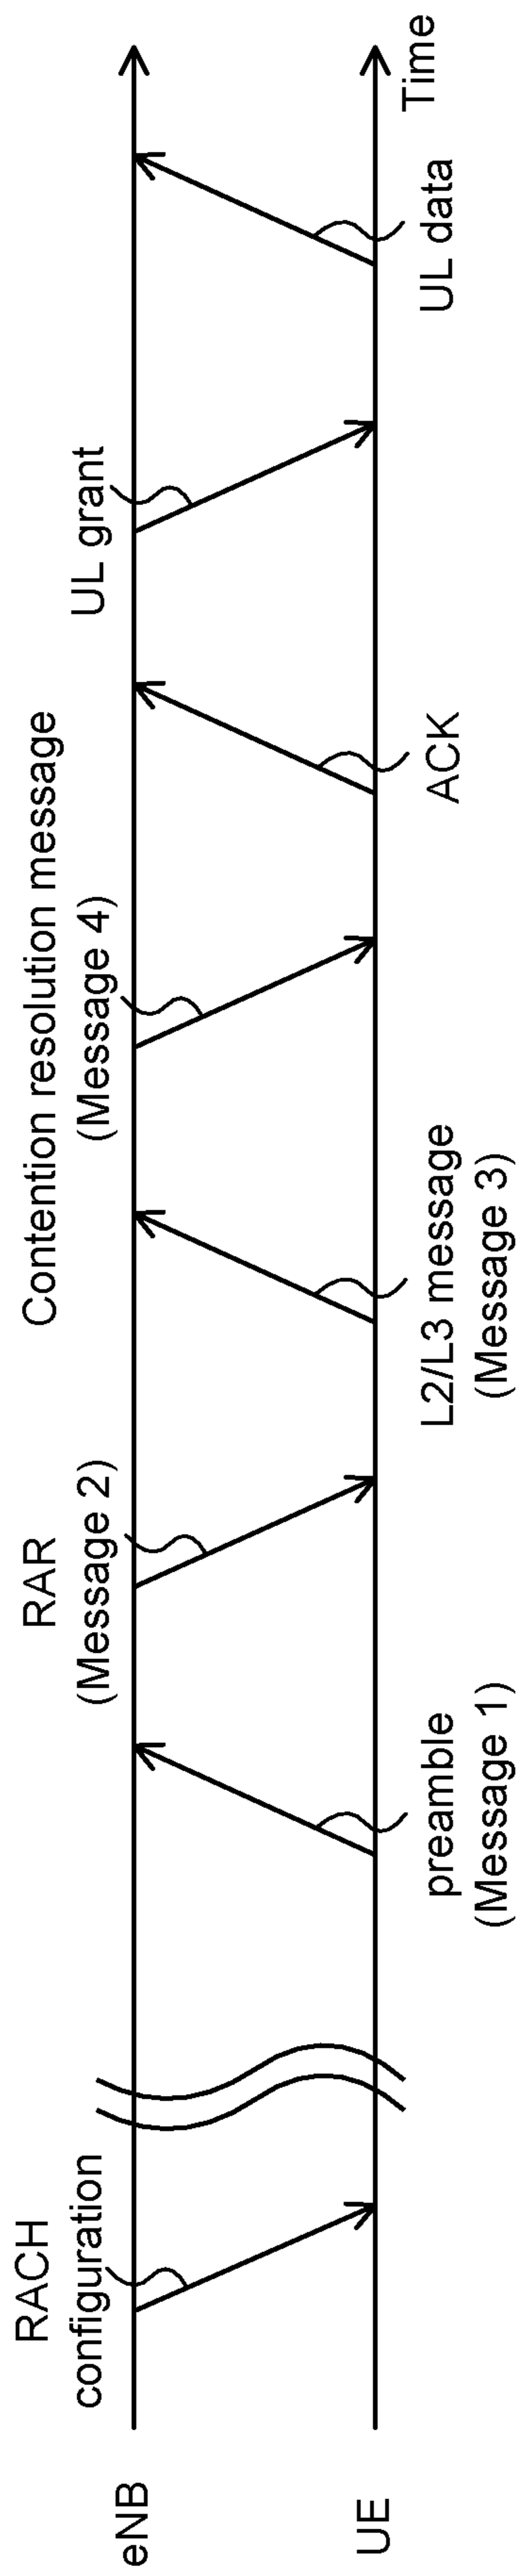 RACH
configuration
RAR
(Message 2)
Contention resolution message
(Message 4)
UL grant
eNB
UE
preamble
(Message 1)
L2/L3 message
(Message 3)
ACK
UL data
Time